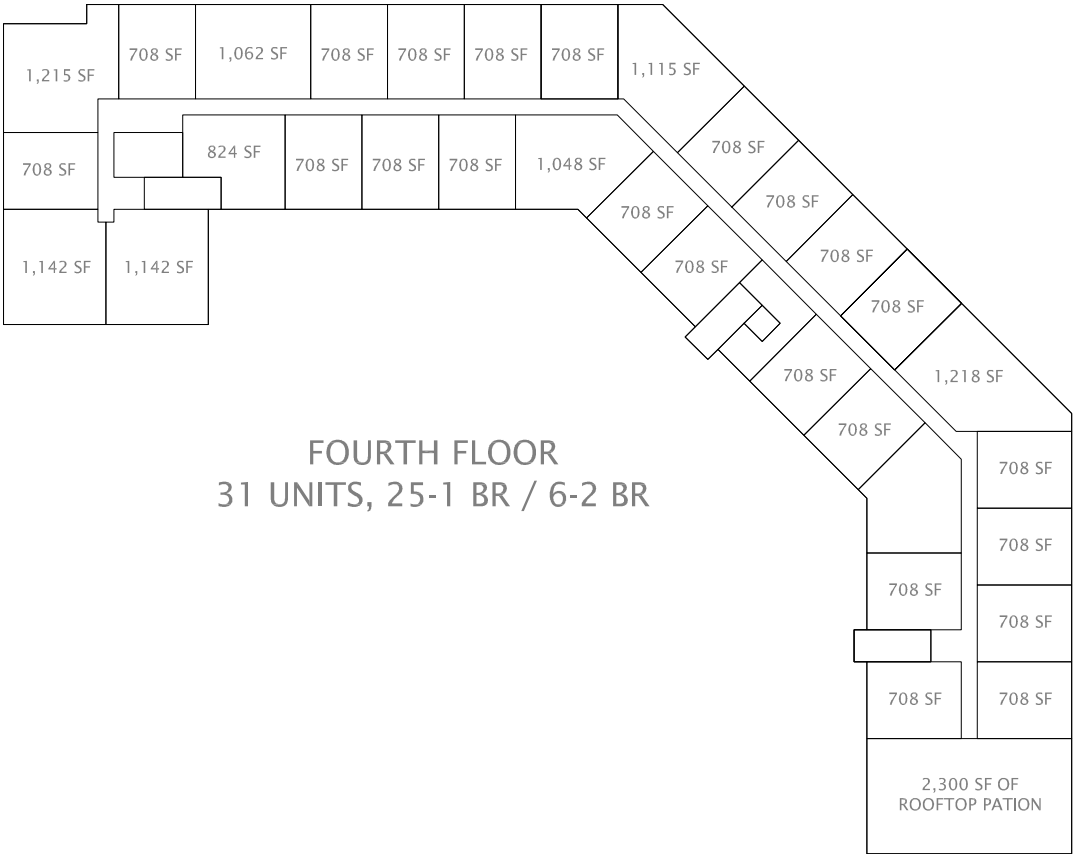 708 SF
1,062 SF
708 SF
708 SF
708 SF
708 SF
1,215 SF
1,115 SF
708 SF
824 SF
708 SF
708 SF
708 SF
1,048 SF
708 SF
708 SF
708 SF
708 SF
1,142 SF
1,142 SF
708 SF
708 SF
708 SF
708 SF
1,218 SF
708 SF
FOURTH FLOOR
31 UNITS, 25-1 BR / 6-2 BR
708 SF
708 SF
708 SF
708 SF
708 SF
708 SF
2,300 SF OF
ROOFTOP PATION